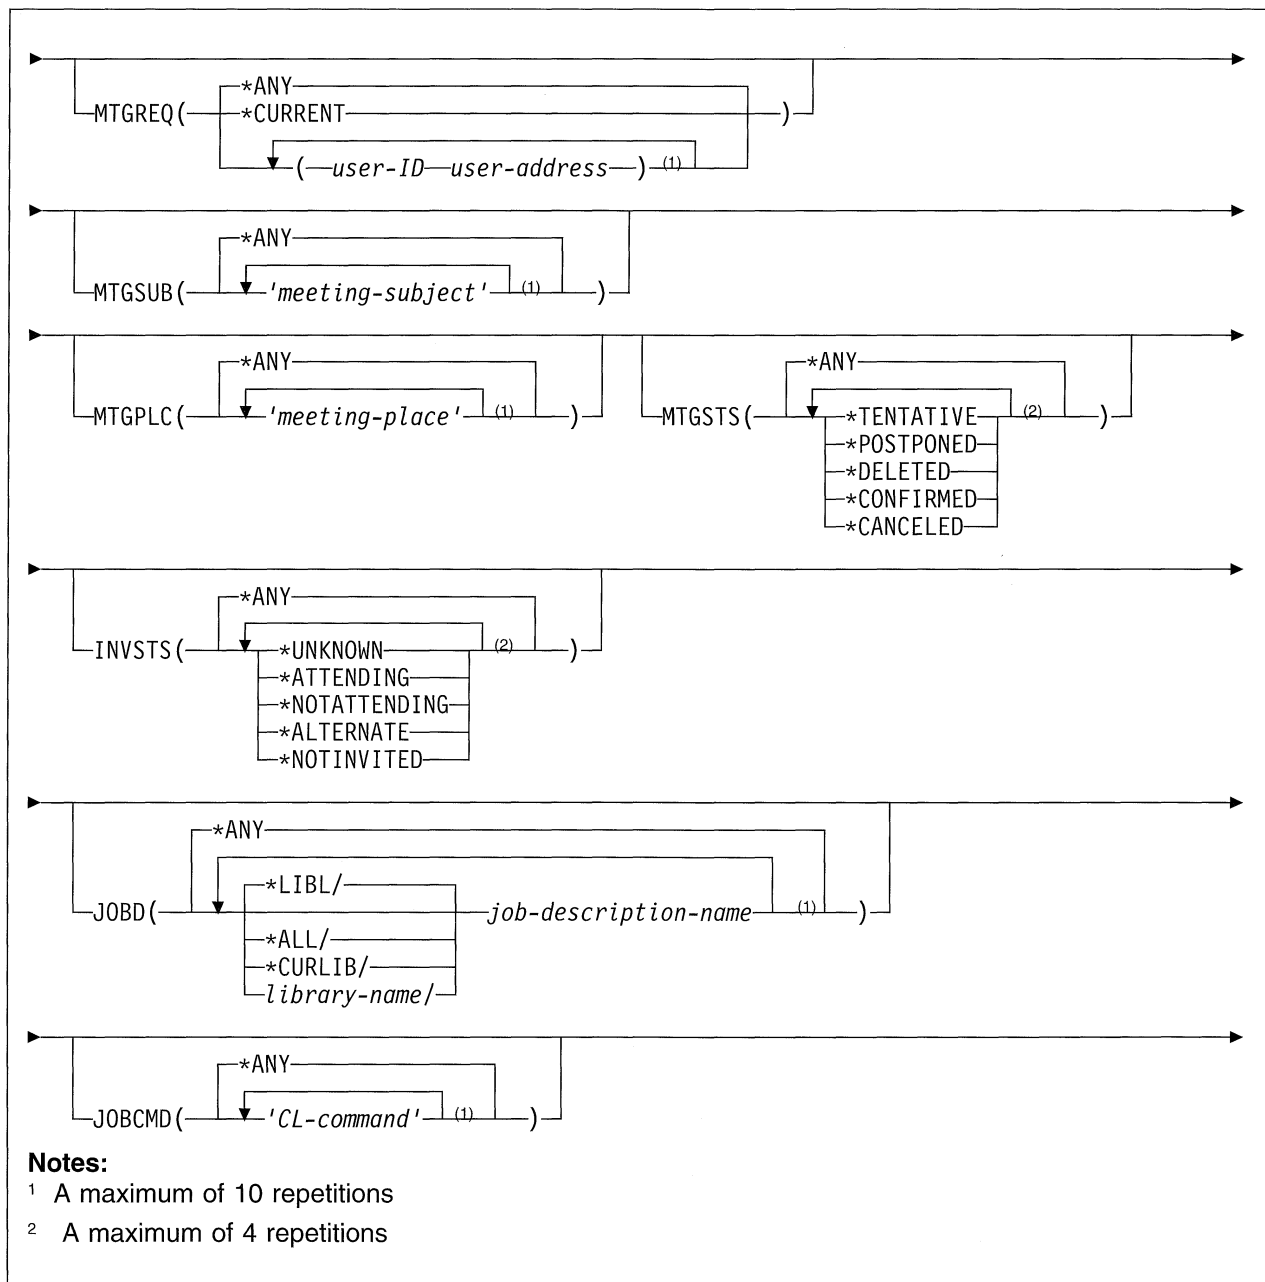 *ANY
MTGREQ( *CURRENT )
( user-ID user-address ) (1)
*ANY
MTGSUB( 'meeting-subject' (1) )
*ANY *ANY
MTGPLC( 'meeting-place' (1) ) MTGSTS( *TENTATIVE (2) )
*POSTPONED
*DELETED
*CONFIRMED
*CANCELED
*ANY
INVSTS( *UNKNOWN (2) )
*ATTENDING
*NOTATTENDING
*ALTERNATE
*NOTINVITED
*ANY
*LIBL/
JOBD( job-description-name (1) )
*ALL/
*CURLIB/
library-name/
*ANY
JOBCMD( 'CL-command' (1) )
Notes:
1 A maximum of 10 repetitions
2 A maximum of 4 repetitions